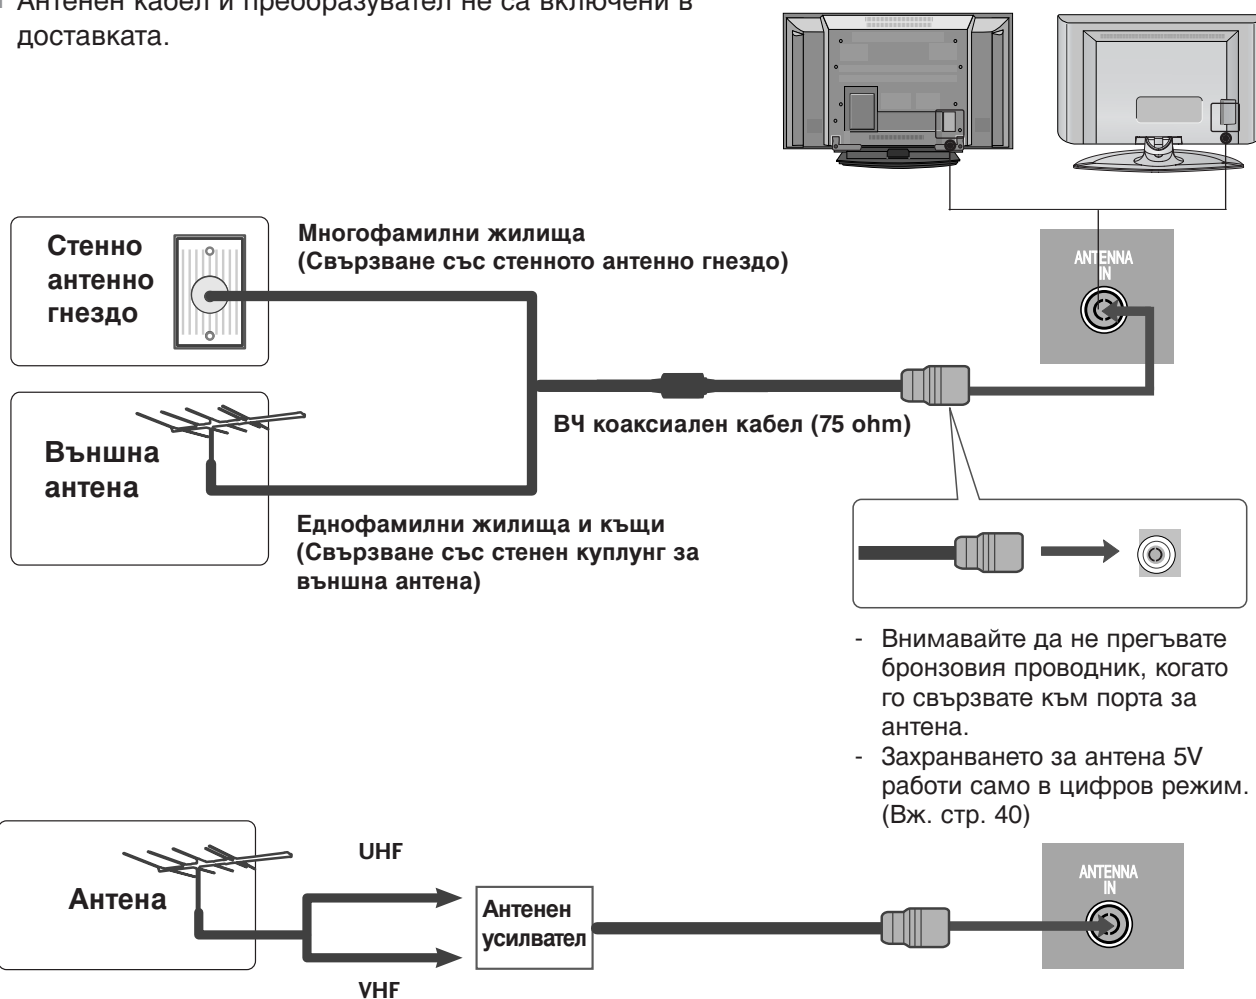 Антенен кабел и преобразувател не са включени в
доставката.
Стенно
антенно
гнездо
Многофамилни жилища
(Свързване със стенното антенно гнездо)
ANTENNA
IN
Външна
антена
ВЧ коаксиален кабел (75 ohm)
Еднофамилни жилища и къщи
(Свързване със стенен куплунг за
външна антена)
- Внимавайте да не прегъвате
бронзовия проводник, когато
го свързвате към порта за
антена.
- Захранването за антена 5V
работи само в цифров режим.
(Вж. стр. 40)
Антена
UHF
VHF
Антенен
усилвател
ANTENNA
IN